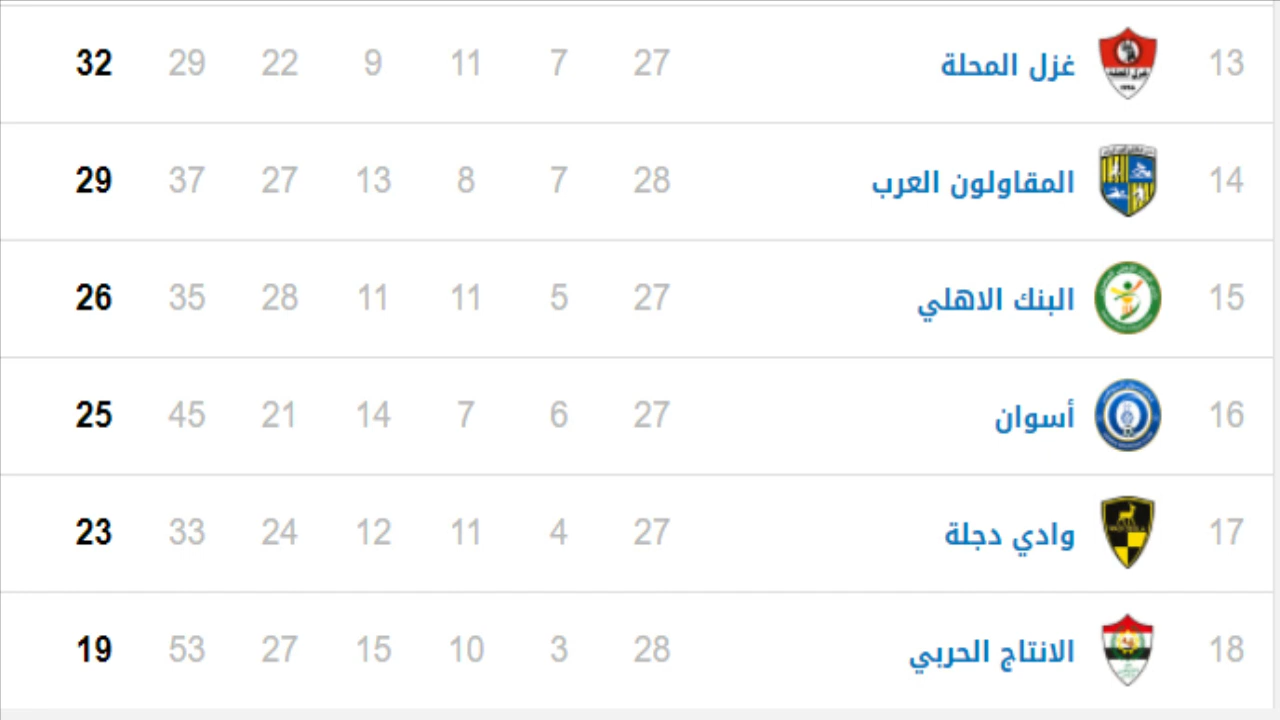 13 غزل المحلة 27 7 11 9 22 29 32
14 المقاولون العرب 28 7 8 13 27 37 29
15 البنك الاهلي 27 5 11 11 28 35 26
16 أسوان 27 6 7 14 21 45 25
17 وادي دجلة 27 4 11 12 24 33 23
18 الانتاج الحربي 28 3 10 15 27 53 19